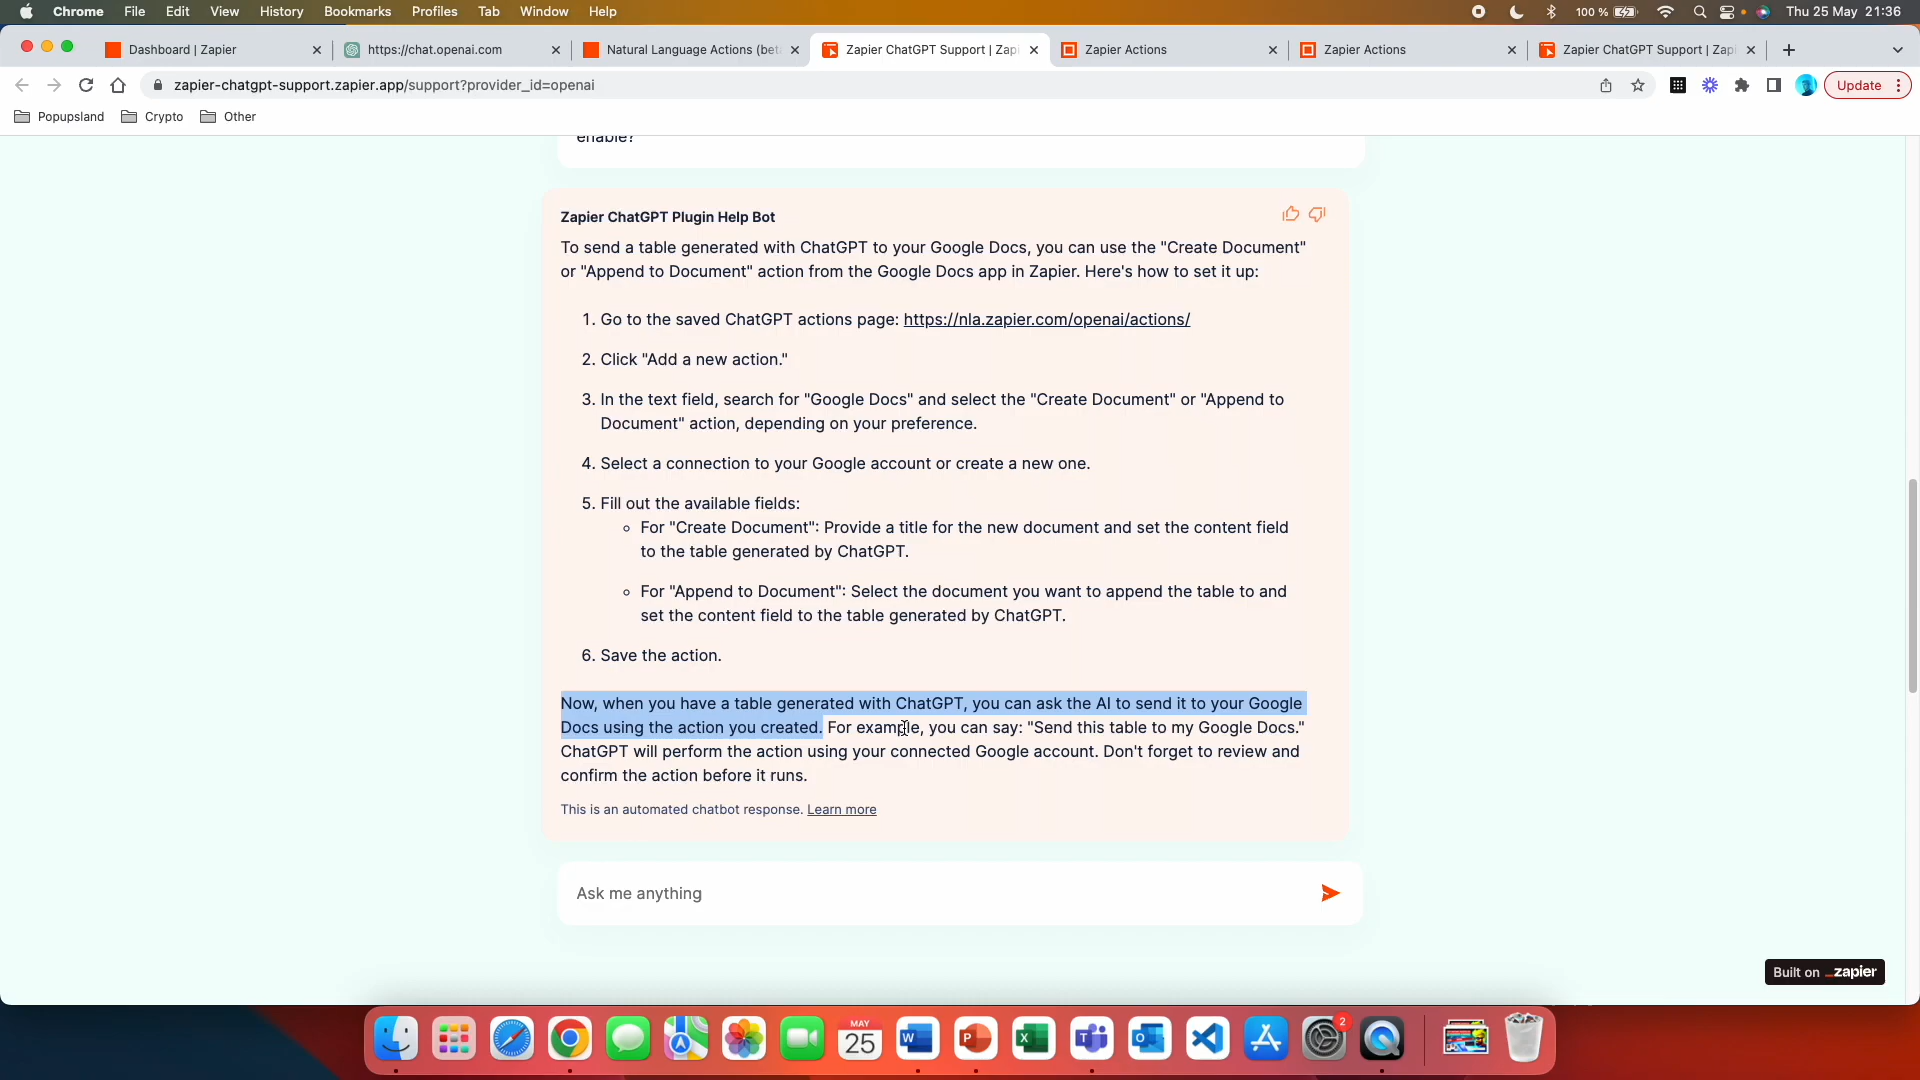 Chrome File Edit View History Bookmarks Profiles Tab Window Help 100 % Thu 25 May 21:36
Dashboard | Zapier https://chat.openai.com Natural Language Actions (bet Zapier ChatGPT Support | Zap Zapier Actions Zapier Actions Zapier ChatGPT Support | Zap
zapier-chatgpt-support.zapier.app/support?provider_id=openai Update
Popupsland Crypto Other
enable?
Zapier ChatGPT Plugin Help Bot
To send a table generated with ChatGPT to your Google Docs, you can use the "Create Document"
or "Append to Document" action from the Google Docs app in Zapier. Here's how to set it up:
1. Go to the saved ChatGPT actions page: https://nla.zapier.com/openai/actions/
2. Click "Add a new action."
3. In the text field, search for "Google Docs" and select the "Create Document" or "Append to
Document" action, depending on your preference.
4. Select a connection to your Google account or create a new one.
5. Fill out the available fields:
For "Create Document": Provide a title for the new document and set the content field
to the table generated by ChatGPT.
For "Append to Document": Select the document you want to append the table to and
set the content field to the table generated by ChatGPT.
6. Save the action.
Now, when you have a table generated with ChatGPT, you can ask the AI to send it to your Google
Docs using the action you created. For example, you can say: "Send this table to my Google Docs."
ChatGPT will perform the action using your connected Google account. Don't forget to review and
confirm the action before it runs.
This is an automated chatbot response. Learn more
Ask me anything
Built on _zapier
MAY
25
2